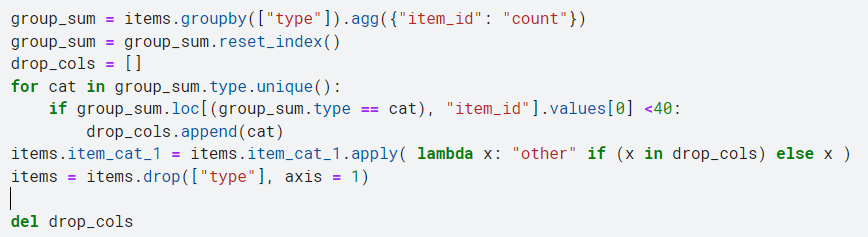 group_sum = items.groupby(["type"]).agg({"item_id": "count"})
group_sum = group_sum.reset_index()
drop_cols = []
for cat in group_sum.type.unique():
    if group_sum.loc[(group_sum.type == cat), "item_id"].values[0] <40:
        drop_cols.append(cat)
items.item_cat_1 = items.item_cat_1.apply( lambda x: "other" if (x in drop_cols) else x )
items = items.drop(["type"], axis = 1)
del drop_cols